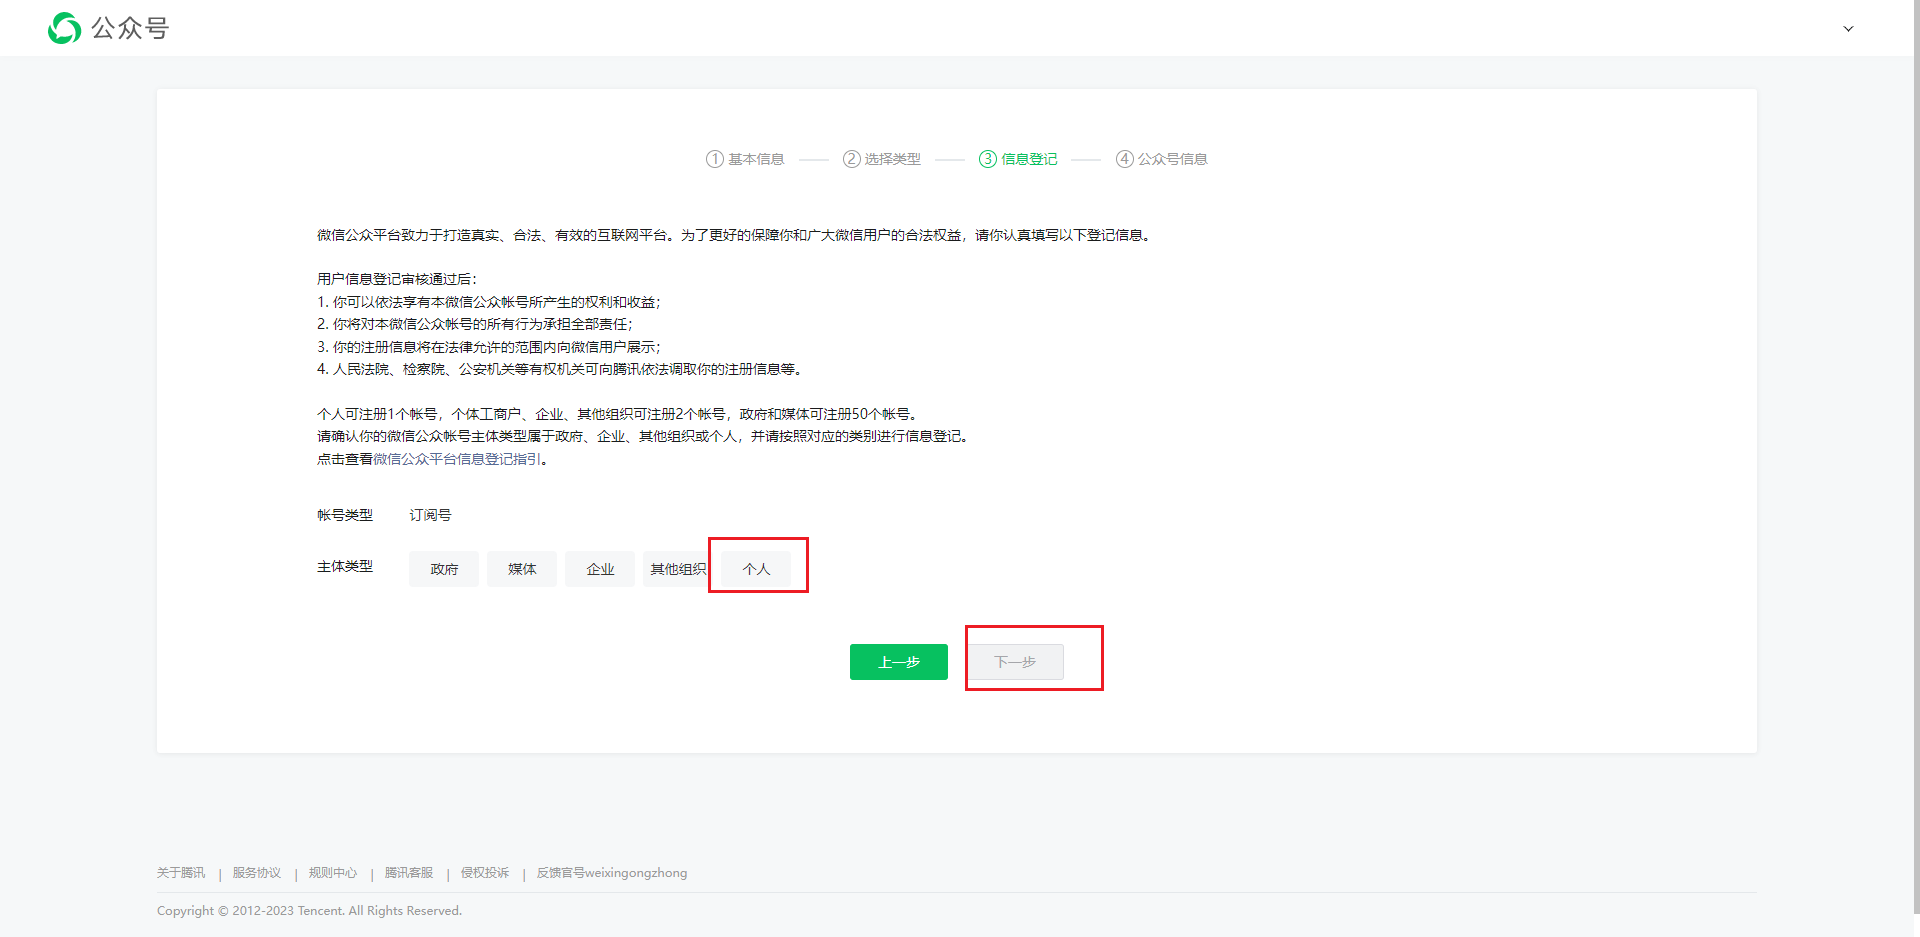 公众号
① 基本信息 ② 选择类型 ③ 信息登记 ④ 公众号信息
微信公众平台致力于打造真实、合法、有效的互联网平台。为了更好的保障你和广大微信用户的合法权益，请你认真填写以下登记信息。
用户信息登记审核通过后：
1. 你可以依法享有本微信公众帐号所产生的权利和收益；
2. 你将对本微信公众帐号的所有行为承担全部责任；
3. 你的注册信息将在法律允许的范围内向微信用户展示；
4. 人民法院、检察院、公安机关等有权机关可向腾讯依法调取你的注册信息等。
个人可注册1个帐号，个体工商户、企业、其他组织可注册2个帐号，政府和媒体可注册50个帐号。
请确认你的微信公众帐号主体类型属于政府、企业、其他组织或个人，并请按照对应的类别进行信息登记。
点击查看微信公众平台信息登记指引。
帐号类型 订阅号
主体类型 政府 媒体 企业 其他组织 个人
上一步 下一步
关于腾讯 | 服务协议 | 规则中心 | 腾讯客服 | 侵权投诉 | 反馈官号weixingongzhong
Copyright © 2012-2023 Tencent. All Rights Reserved.